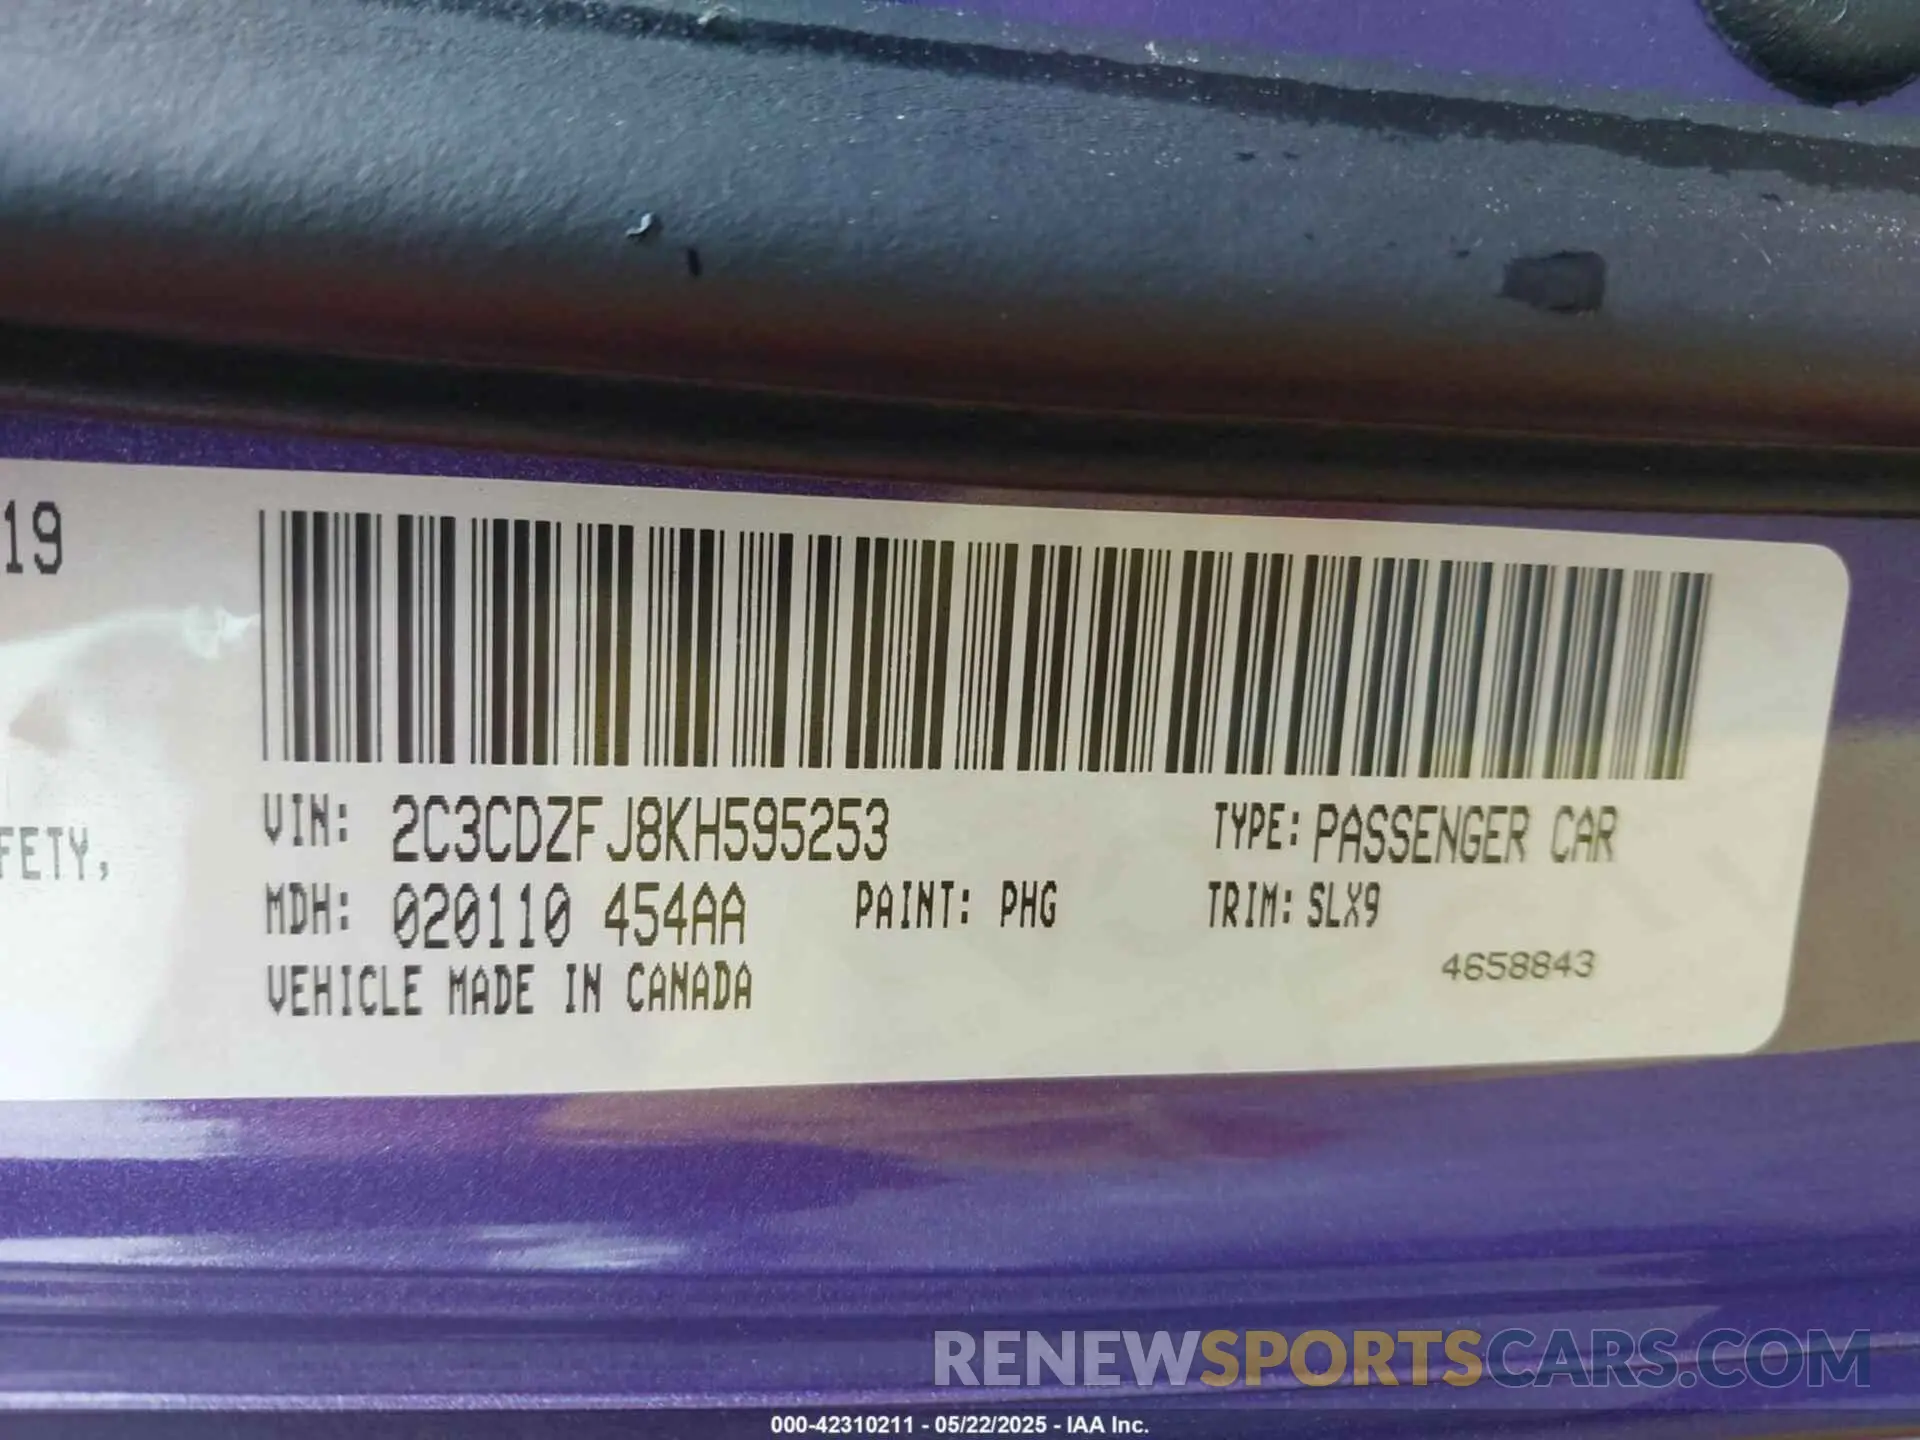 19
FETY,
VIN: 2C3CDZFJ8KH595253
TYPE: PASSENGER CAR
MDH: 020110 454AA
PAINT: PHG
TRIM: SLX9
VEHICLE MADE IN CANADA
4658843
RENEWSPORTSCARS.COM
000-42310211 - 05/22/2025 - IAA Inc.